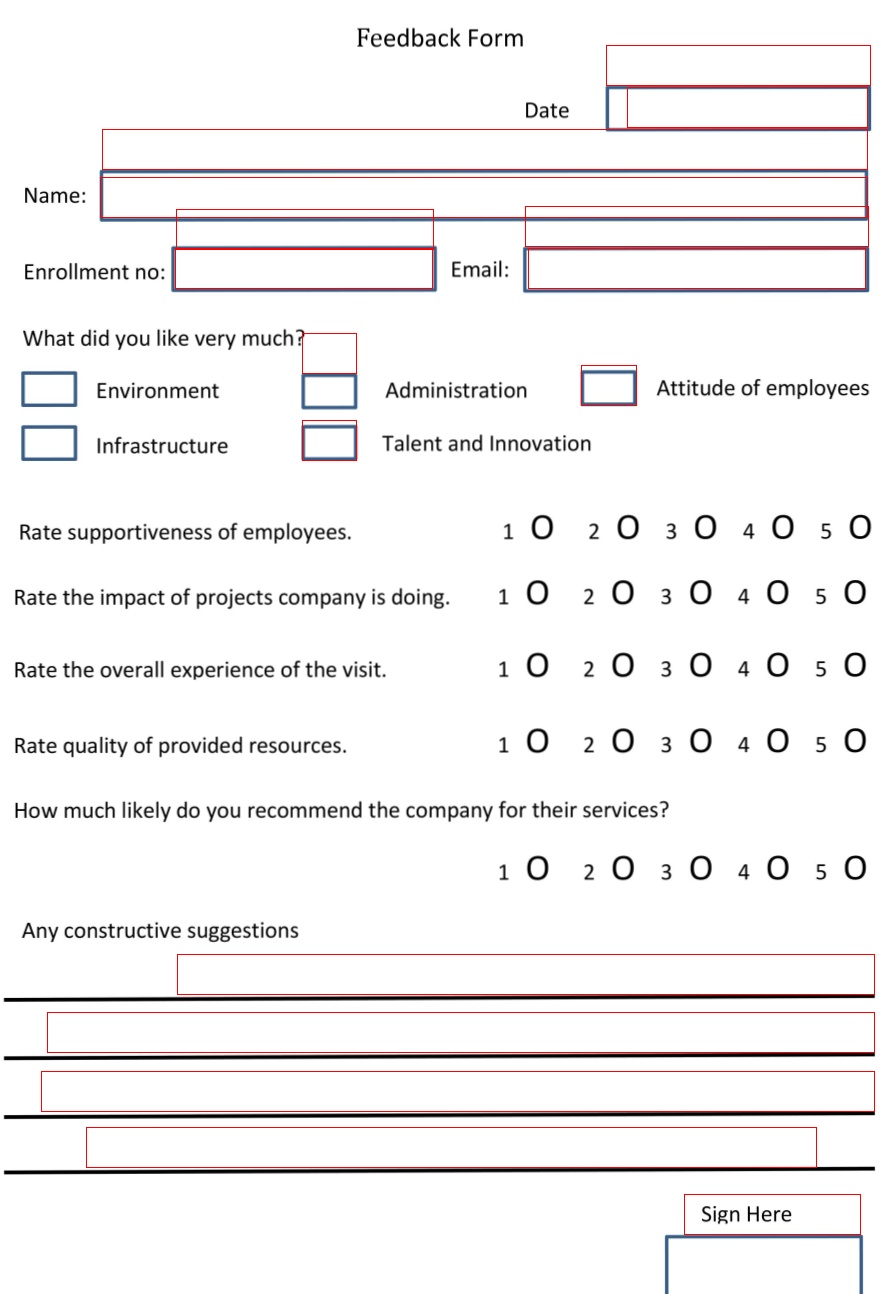 Feedback Form
Date
Name:
Enrollment no:
Email:
What did you like very much?
Environment
Administration
Attitude of employees
Infrastructure
Talent and Innovation
Rate supportiveness of employees. 1 O 2 O 3 O 4 O 5 O
Rate the impact of projects company is doing. 1 O 2 O 3 O 4 O 5 O
Rate the overall experience of the visit. 1 O 2 O 3 O 4 O 5 O
Rate quality of provided resources. 1 O 2 O 3 O 4 O 5 O
How much likely do you recommend the company for their services?
1 O 2 O 3 O 4 O 5 O
Any constructive suggestions
Sign Here